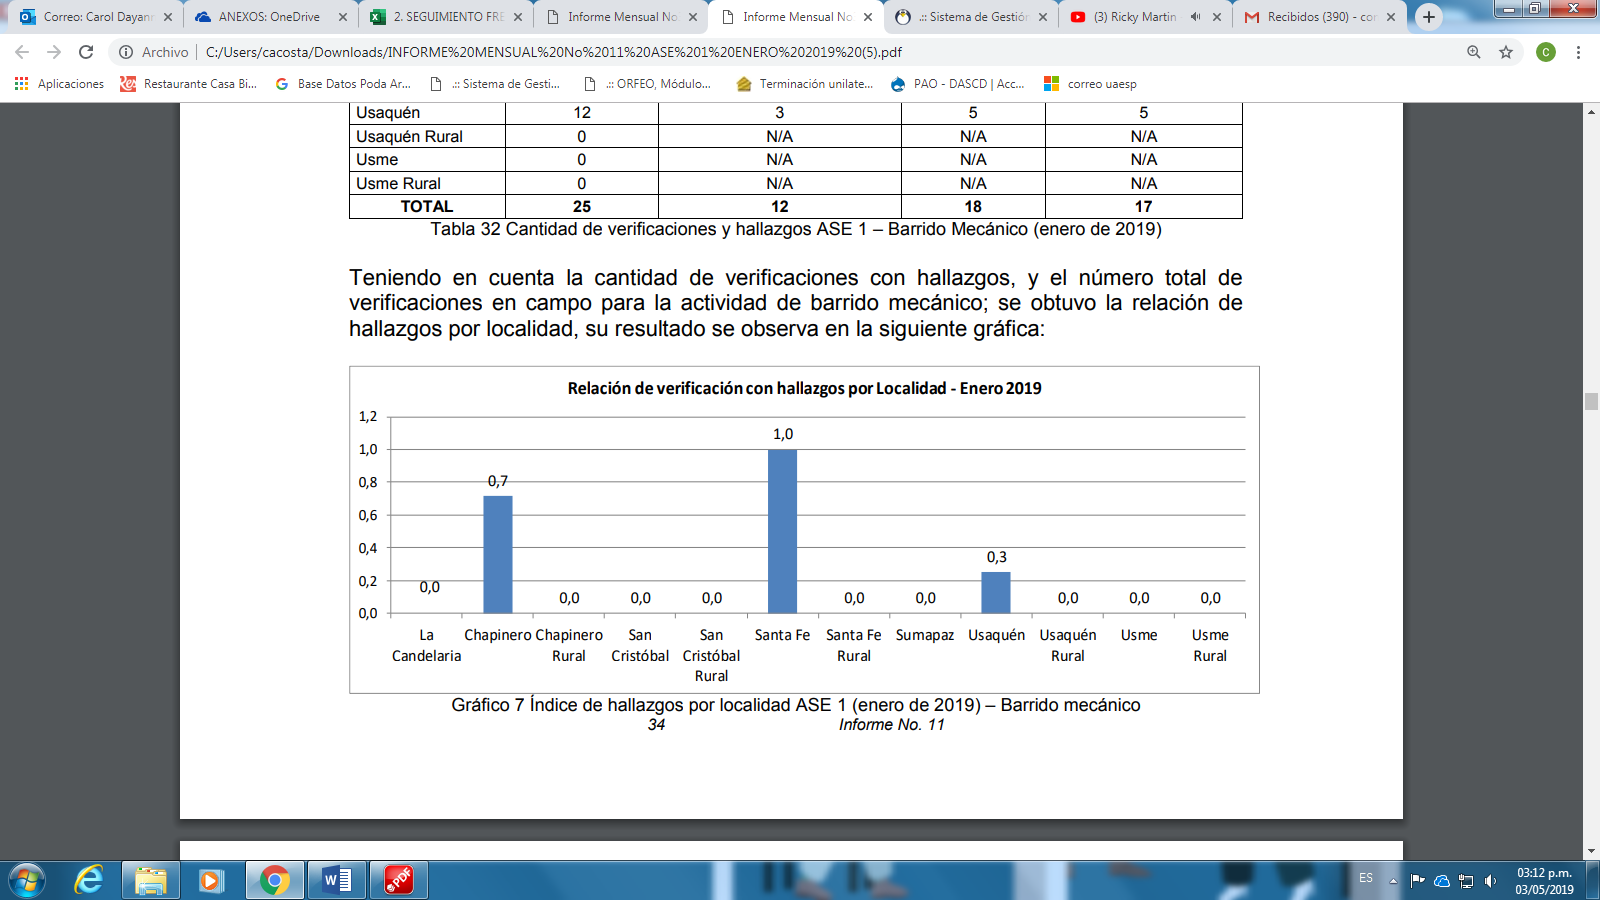 Correo: Carol Dayann
ANEXOS: OneDrive
2. SEGUIMIENTO FRE
Informe Mensual No
Informe Mensual No
.:: Sistema de Gestión
(3) Ricky Martin
Recibidos (390) - cor
Archivo | C:/Users/cacosta/Downloads/INFORME%20MENSUAL%20No%2011%20ASE%201%20ENERO%202019%20(5).pdf
C
Aplicaciones
Restaurante Casa Bi...
Base Datos Poda Ar...
.:: Sistema de Gesti...
.:: ORFEO, Módulo...
Terminación unilate...
PAO - DASCD | Acc...
correo uaesp
Usaquén 12 3 5 5
Usaquén Rural 0 N/A N/A N/A
Usme 0 N/A N/A N/A
Usme Rural 0 N/A N/A N/A
TOTAL 25 12 18 17
Tabla 32 Cantidad de verificaciones y hallazgos ASE 1 – Barrido Mecánico (enero de 2019)
Teniendo en cuenta la cantidad de verificaciones con hallazgos, y el número total de
verificaciones en campo para la actividad de barrido mecánico; se obtuvo la relación de
hallazgos por localidad, su resultado se observa en la siguiente gráfica:
Relación de verificación con hallazgos por Localidad - Enero 2019
1,2
1,0
0,8
0,6
0,4
0,2
0,0
0,0
0,7
0,0
0,0
0,0
1,0
0,0
0,0
0,3
0,0
0,0
0,0
La
Candelaria
Chapinero
Chapinero
Rural
San
Cristóbal
San
Cristóbal
Rural
Santa Fe
Santa Fe
Rural
Sumapaz
Usaquén
Usaquén
Rural
Usme
Usme
Rural
Gráfico 7 Índice de hallazgos por localidad ASE 1 (enero de 2019) – Barrido mecánico
34 Informe No. 11
PDF
ES
03:12 p.m.
03/05/2019